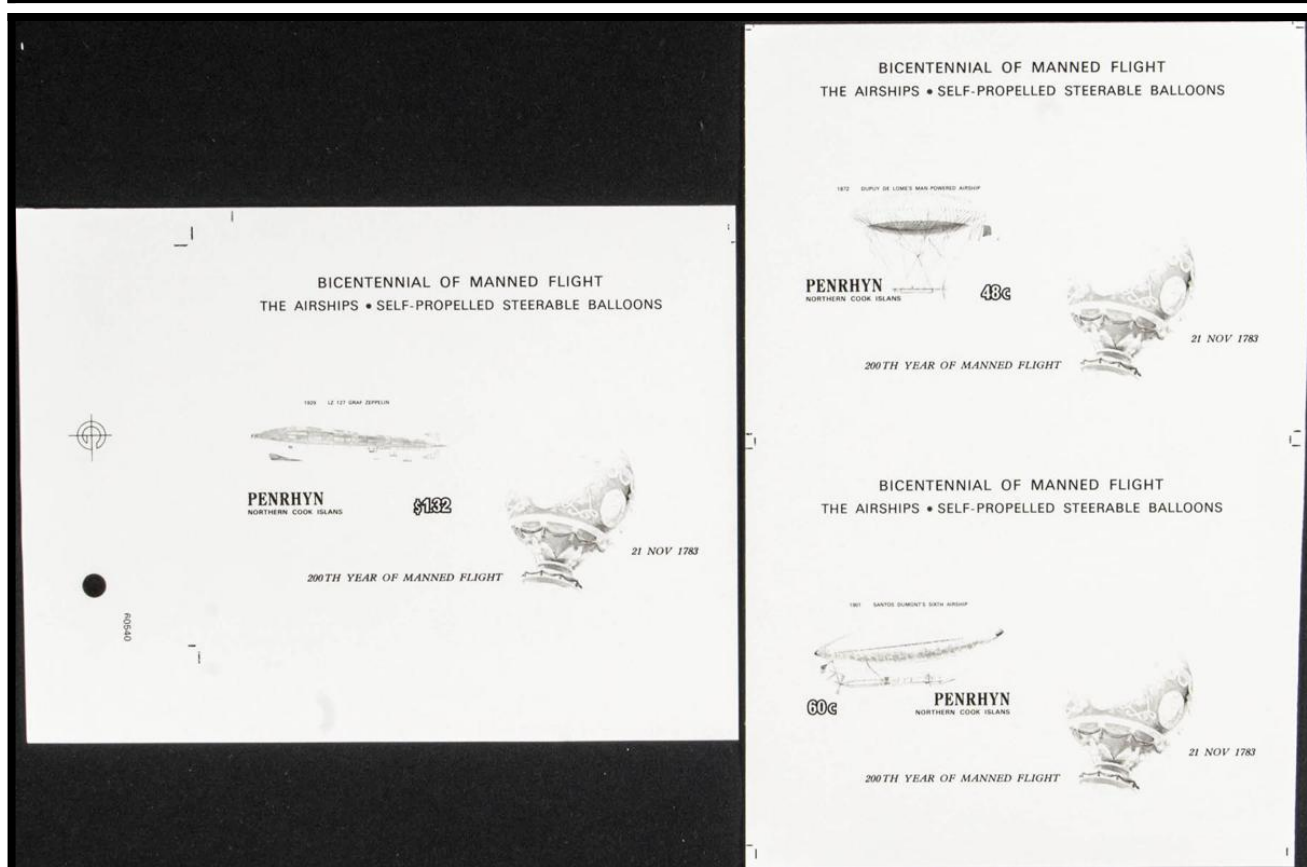 BICENTENNIAL OF MANNED FLIGHT
THE AIRSHIPS • SELF-PROPELLED STEERABLE BALLOONS
1929 LZ 127 GRAF ZEPPELIN
PENRHYN
NORTHERN COOK ISLANS
$1.32
21 NOV 1783
200TH YEAR OF MANNED FLIGHT
60540
BICENTENNIAL OF MANNED FLIGHT
THE AIRSHIPS • SELF-PROPELLED STEERABLE BALLOONS
1872 DUPUY DE LOME'S MAN POWERED AIRSHIP
PENRHYN
NORTHERN COOK ISLANS
48c
21 NOV 1783
200TH YEAR OF MANNED FLIGHT
BICENTENNIAL OF MANNED FLIGHT
THE AIRSHIPS • SELF-PROPELLED STEERABLE BALLOONS
1901 SANTOS DUMONT'S SIXTH AIRSHIP
60c
PENRHYN
NORTHERN COOK ISLANS
21 NOV 1783
200TH YEAR OF MANNED FLIGHT